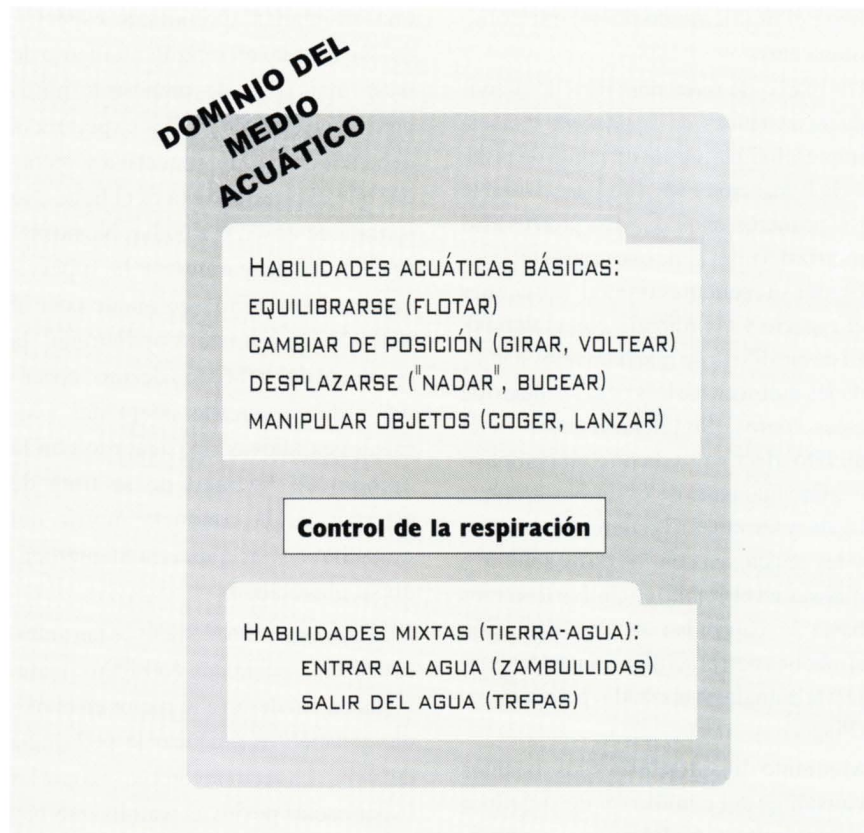 DOMINIO DEL
MEDIO
ACUÁTICO
HABILIDADES ACUÁTICAS BÁSICAS:
EQUILIBRARSE (FLOTAR)
CAMBIAR DE POSICIÓN (GIRAR, VOLTEAR)
DESPLAZARSE ("NADAR", BUCEAR)
MANIPULAR OBJETOS (COGER, LANZAR)
Control de la respiración
HABILIDADES MIXTAS (TIERRA-AGUA):
ENTRAR AL AGUA (ZAMBULLIDAS)
SALIR DEL AGUA (TREPAS)